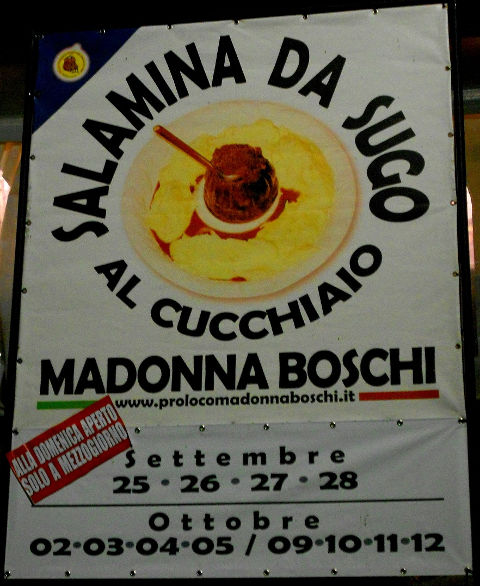 SALAMINA DA SUGO
AL CUCCHIAIO
MADONNA BOSCHI
www.prolocomadonnaboschi.it
ALLA DOMENICA APERTO
SOLO A MEZZOGIORNO
Settembre
25 • 26 • 27 • 28
Ottobre
02•03•04•05 / 09•10•11•12